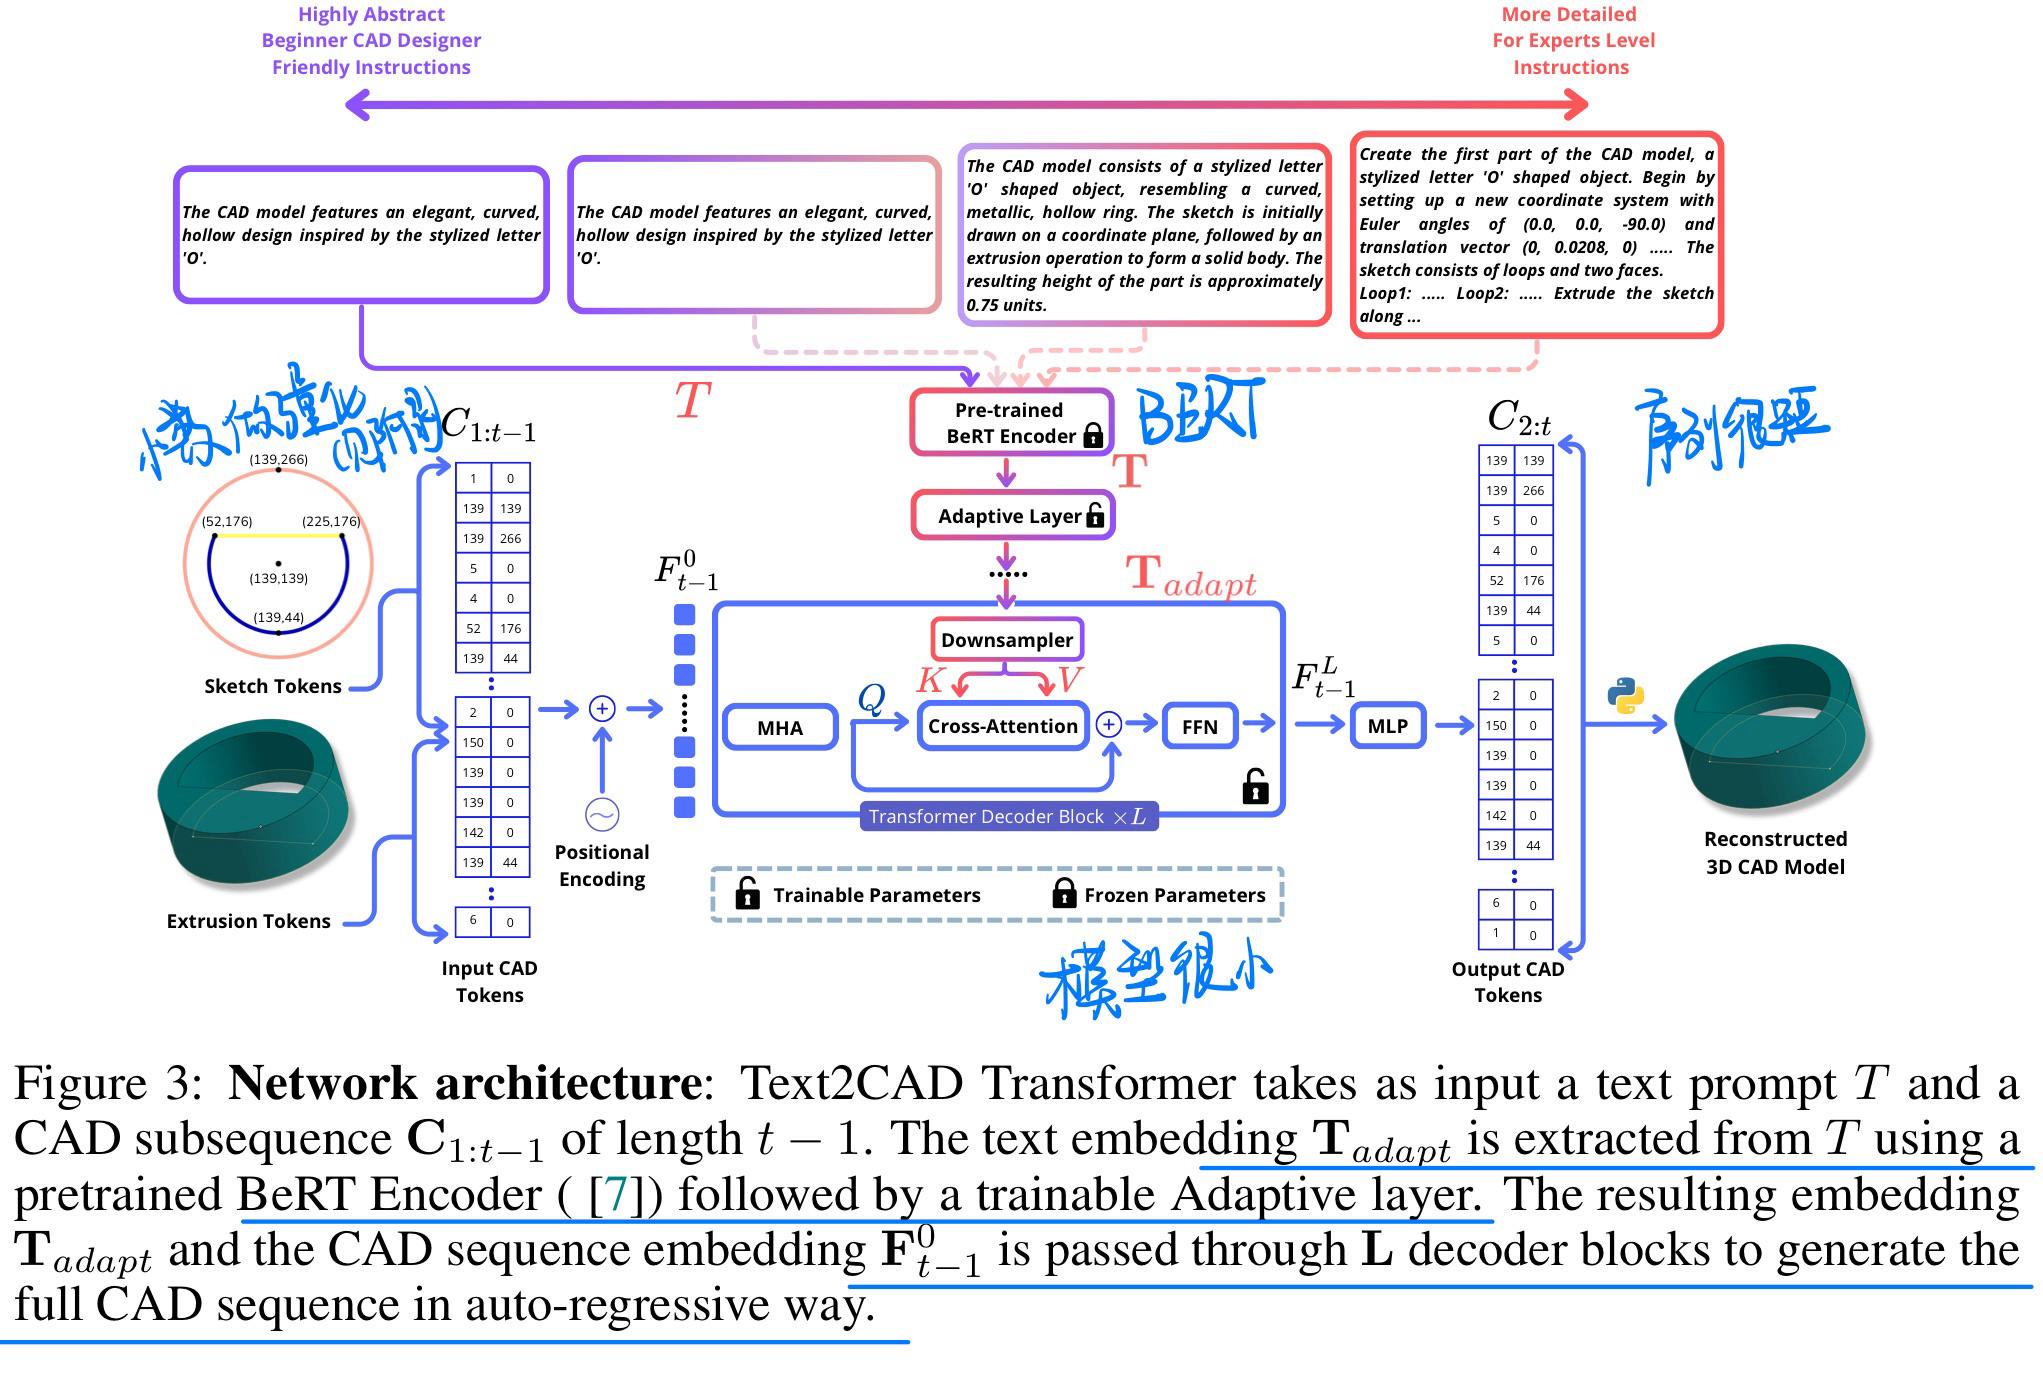 Highly Abstract
Beginner CAD Designer
Friendly Instructions
More Detailed
For Experts Level
Instructions
The CAD model features an elegant, curved,
hollow design inspired by the stylized letter
'O'.
The CAD model features an elegant, curved,
hollow design inspired by the stylized letter
'O'.
The CAD model consists of a stylized letter
'O' shaped object, resembling a curved,
metallic, hollow ring. The sketch is initially
drawn on a coordinate plane, followed by an
extrusion operation to form a solid body. The
resulting height of the part is approximately
0.75 units.
Create the first part of the CAD model, a
stylized letter 'O' shaped object. Begin by
setting up a new coordinate system with
Euler angles of (0.0, 0.0, -90.0) and
translation vector (0, 0.0208, 0) ..... The
sketch consists of loops and two faces.
Loop1: ..... Loop2: ..... Extrude the sketch
along ...
小数做的量化
(见附录)
(139,266)
(52,176) (225,176)
(139,139)
(139,44)
Sketch Tokens
Extrusion Tokens
C_{1:t−1}
1 0
139 139
139 266
5 0
4 0
52 176
139 44
2 0
150 0
139 0
139 0
142 0
139 44
6 0
Input CAD
Tokens
Positional
Encoding
F^0_{t−1}
T
Pre-trained
BeRT Encoder
BERT
T
Adaptive Layer
.....
T_{adapt}
Downsampler
K V
MHA
Q
Cross-Attention
FFN
Transformer Decoder Block ×L
Trainable Parameters
Frozen Parameters
模型很小
F^L_{t−1}
MLP
序列很短
C_{2:t}
139 139
139 266
5 0
4 0
52 176
139 44
5 0
2 0
150 0
139 0
139 0
142 0
139 44
6 0
1 0
Output CAD
Tokens
Reconstructed
3D CAD Model
Figure 3: Network architecture: Text2CAD Transformer takes as input a text prompt T and a
CAD subsequence C_{1:t−1} of length t − 1. The text embedding T_{adapt} is extracted from T using a
pretrained BeRT Encoder ( [7]) followed by a trainable Adaptive layer. The resulting embedding
T_{adapt} and the CAD sequence embedding F^0_{t−1} is passed through L decoder blocks to generate the
full CAD sequence in auto-regressive way.